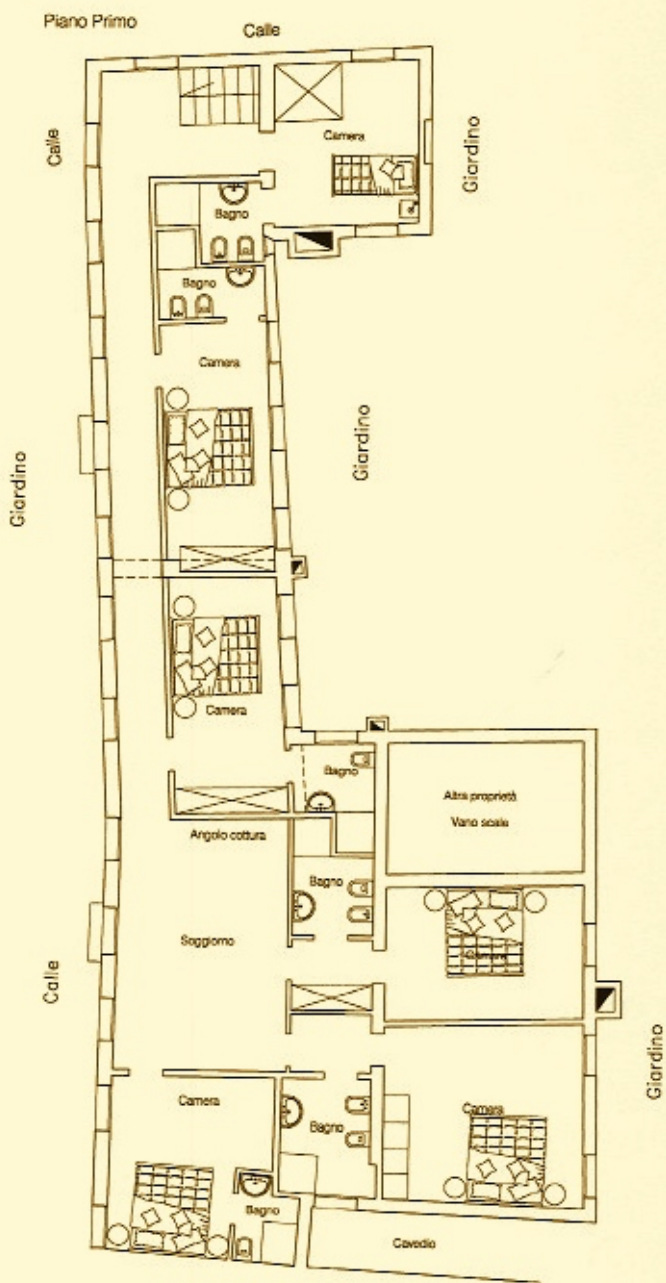 Piano Primo
Calle
Calle
Giardino
Camera
Bagno
Bagno
Camera
Giardino
Giardino
Camera
Bagno
Altra proprietà
Vano scale
Angolo cottura
Bagno
Soggiorno
Camera
Calle
Giardino
Camera
Camera
Bagno
Bagno
Cavedio